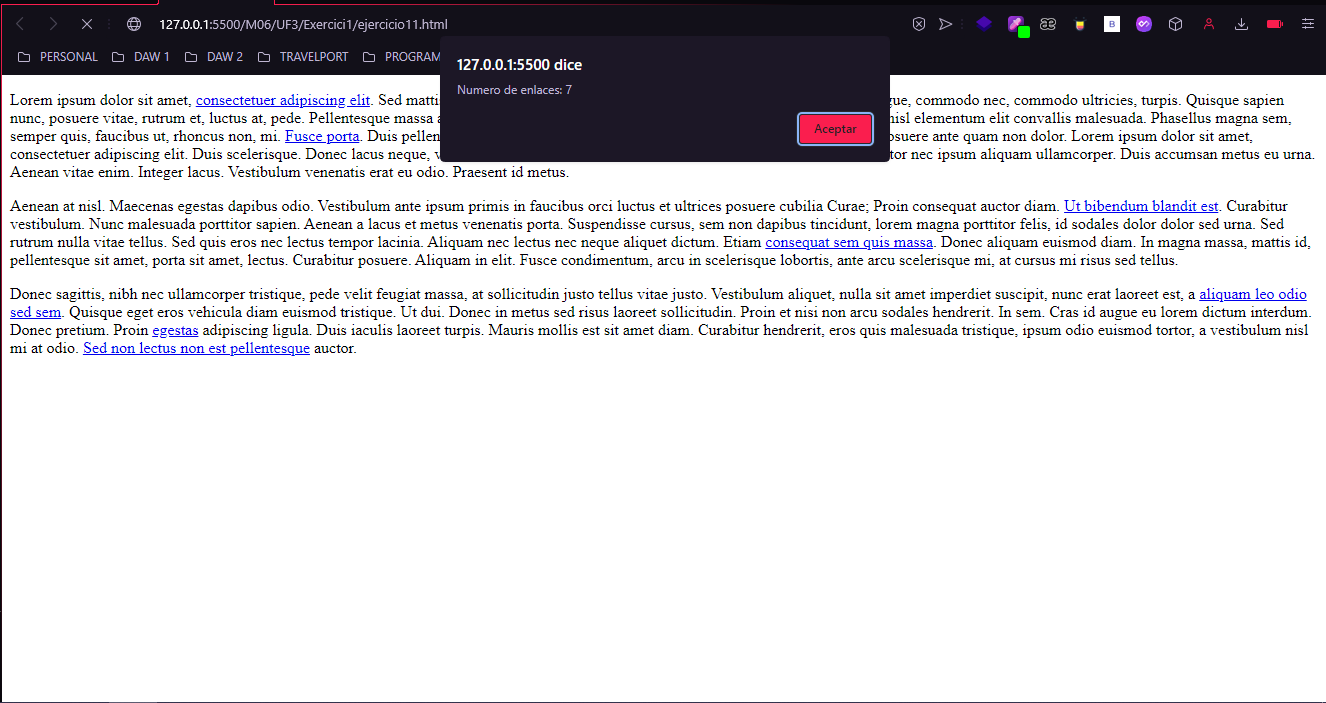 127.0.0.1:5500/M06/UF3/Exercici1/ejercicio11.html
B
PERSONAL DAW 1 DAW 2 TRAVELPORT PROGRAM
127.0.0.1:5500 dice
Numero de enlaces: 7
Aceptar
Lorem ipsum dolor sit amet, consectetuer adipiscing elit. Sed matti gue, commodo nec, commodo ultricies, turpis. Quisque sapien
nunc, posuere vitae, rutrum et, luctus at, pede. Pellentesque massa a nisl elementum elit convallis malesuada. Phasellus magna sem,
semper quis, faucibus ut, rhoncus non, mi. Fusce porta. Duis pellen osuere ante quam non dolor. Lorem ipsum dolor sit amet,
consectetuer adipiscing elit. Duis scelerisque. Donec lacus neque, v tor nec ipsum aliquam ullamcorper. Duis accumsan metus eu urna.
Aenean vitae enim. Integer lacus. Vestibulum venenatis erat eu odio. Praesent id metus.
Aenean at nisl. Maecenas egestas dapibus odio. Vestibulum ante ipsum primis in faucibus orci luctus et ultrices posuere cubilia Curae; Proin consequat auctor diam. Ut bibendum blandit est. Curabitur
vestibulum. Nunc malesuada porttitor sapien. Aenean a lacus et metus venenatis porta. Suspendisse cursus, sem non dapibus tincidunt, lorem magna porttitor felis, id sodales dolor dolor sed urna. Sed
rutrum nulla vitae tellus. Sed quis eros nec lectus tempor lacinia. Aliquam nec lectus nec neque aliquet dictum. Etiam consequat sem quis massa. Donec aliquam euismod diam. In magna massa, mattis id,
pellentesque sit amet, porta sit amet, lectus. Curabitur posuere. Aliquam in elit. Fusce condimentum, arcu in scelerisque lobortis, ante arcu scelerisque mi, at cursus mi risus sed tellus.
Donec sagittis, nibh nec ullamcorper tristique, pede velit feugiat massa, at sollicitudin justo tellus vitae justo. Vestibulum aliquet, nulla sit amet imperdiet suscipit, nunc erat laoreet est, a aliquam leo odio
sed sem. Quisque eget eros vehicula diam euismod tristique. Ut dui. Donec in metus sed risus laoreet sollicitudin. Proin et nisi non arcu sodales hendrerit. In sem. Cras id augue eu lorem dictum interdum.
Donec pretium. Proin egestas adipiscing ligula. Duis iaculis laoreet turpis. Mauris mollis est sit amet diam. Curabitur hendrerit, eros quis malesuada tristique, ipsum odio euismod tortor, a vestibulum nisl
mi at odio. Sed non lectus non est pellentesque auctor.